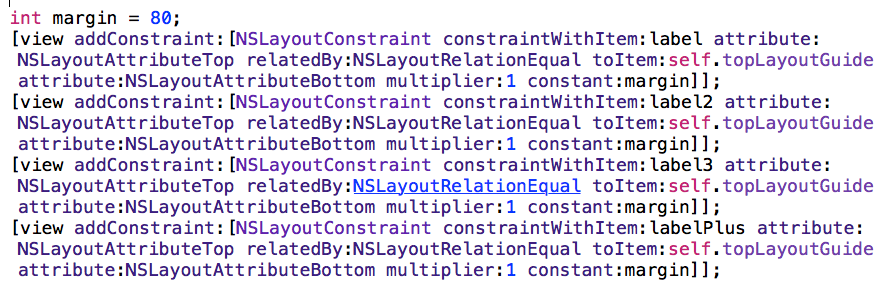 int margin = 80;
[view addConstraint:[NSLayoutConstraint constraintWithItem:label attribute:
NSLayoutAttributeTop relatedBy:NSLayoutRelationEqual toItem:self.topLayoutGuide
attribute:NSLayoutAttributeBottom multiplier:1 constant:margin]];
[view addConstraint:[NSLayoutConstraint constraintWithItem:label2 attribute:
NSLayoutAttributeTop relatedBy:NSLayoutRelationEqual toItem:self.topLayoutGuide
attribute:NSLayoutAttributeBottom multiplier:1 constant:margin]];
[view addConstraint:[NSLayoutConstraint constraintWithItem:label3 attribute:
NSLayoutAttributeTop relatedBy:NSLayoutRelationEqual toItem:self.topLayoutGuide
attribute:NSLayoutAttributeBottom multiplier:1 constant:margin]];
[view addConstraint:[NSLayoutConstraint constraintWithItem:labelPlus attribute:
NSLayoutAttributeTop relatedBy:NSLayoutRelationEqual toItem:self.topLayoutGuide
attribute:NSLayoutAttributeBottom multiplier:1 constant:margin]];